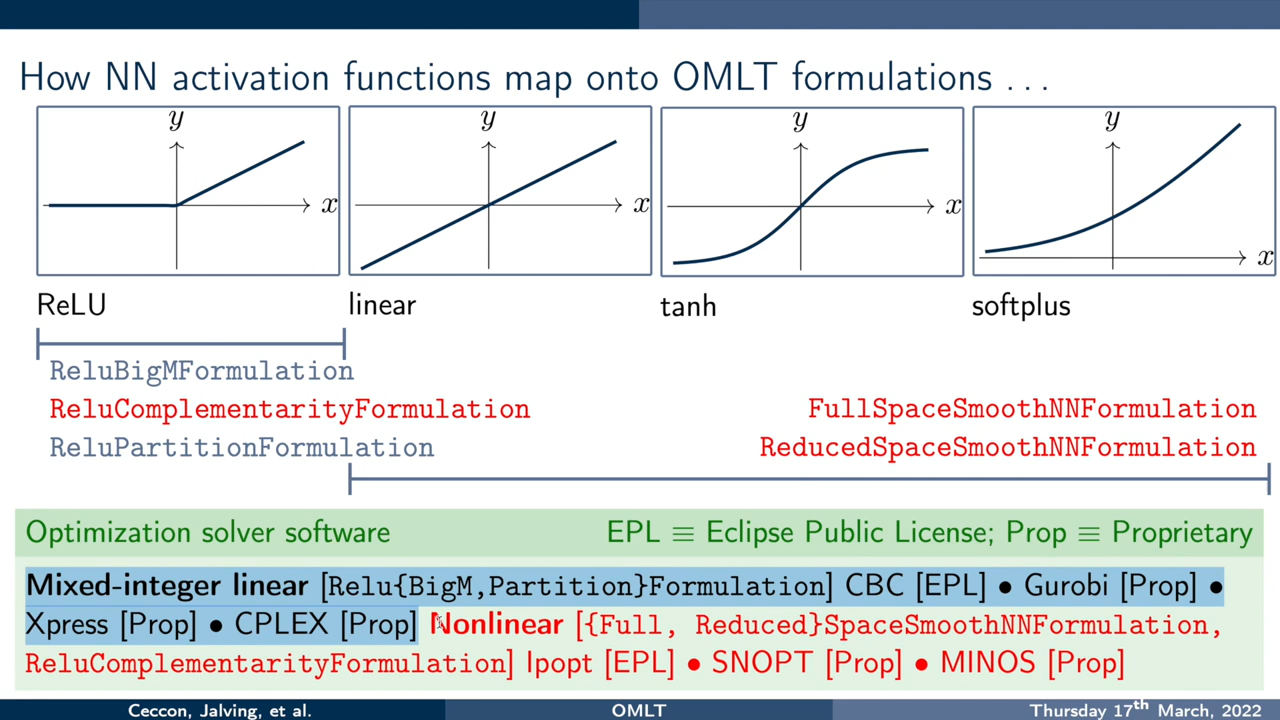 How NN activation functions map onto OMLT formulations ...
y
x
y
x
y
x
y
x
ReLU
linear
tanh
softplus
ReluBigMFormulation
ReluComplementarityFormulation
ReluPartitionFormulation
FullSpaceSmoothNNFormulation
ReducedSpaceSmoothNNFormulation
Optimization solver software
EPL ≡ Eclipse Public License; Prop ≡ Proprietary
Mixed-integer linear [Relu{BigM,Partition}Formulation] CBC [EPL] • Gurobi [Prop] •
Xpress [Prop] • CPLEX [Prop] Nonlinear [{Full, Reduced}SpaceSmoothNNFormulation,
ReluComplementarityFormulation] Ipopt [EPL] • SNOPT [Prop] • MINOS [Prop]
Ceccon, Jalving, et al.
OMLT
Thursday 17th March, 2022